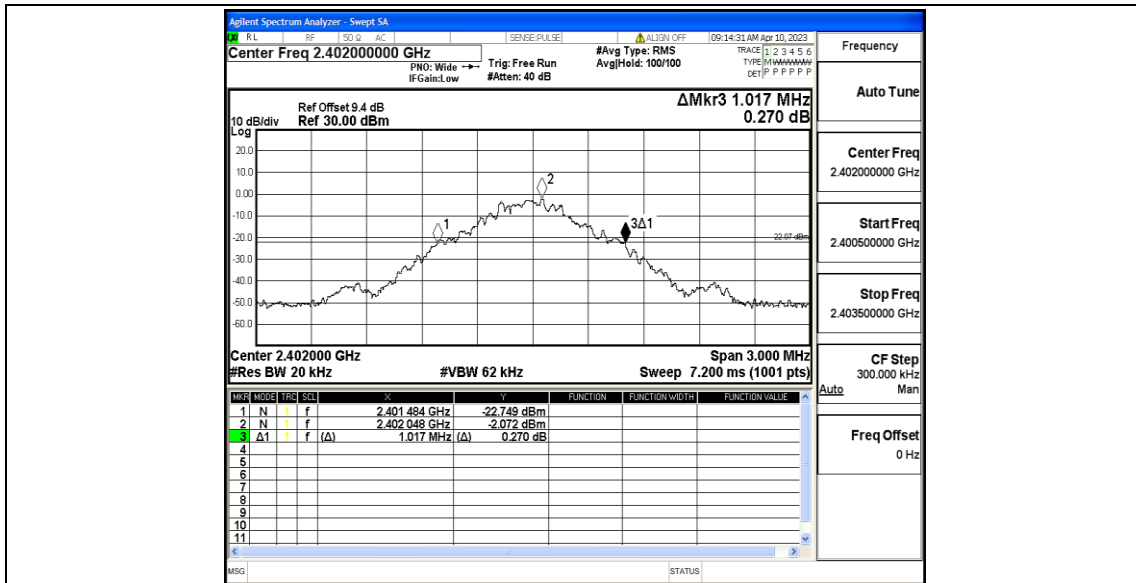 Agilent Spectrum Analyzer - Swept SA
RL RF 50 Ω AC SENSE:PULSE ALIGN OFF 09:14:31 AM Apr 10, 2023
Center Freq 2.402000000 GHz
PNO: Wide
IFGain:Low
Trig: Free Run
#Atten: 40 dB
#Avg Type: RMS
Avg|Hold: 100/100
TRACE 1 2 3 4 5 6
TYPE MWWWWW
DET P P P P P P
Ref Offset 9.4 dB
10 dB/div Ref 30.00 dBm
Log
ΔMkr3 1.017 MHz
0.270 dB
20.0
10.0
0.00
-10.0
-20.0
-30.0
-40.0
-50.0
-60.0
1
2
3Δ1
-22.07 dBm
Center 2.402000 GHz Span 3.000 MHz
#Res BW 20 kHz #VBW 62 kHz Sweep 7.200 ms (1001 pts)
MKR MODE TRC SCL X Y FUNCTION FUNCTION WIDTH FUNCTION VALUE
1 N 1 f 2.401 484 GHz -22.749 dBm
2 N 1 f 2.402 048 GHz -2.072 dBm
3 Δ1 1 f (Δ) 1.017 MHz (Δ) 0.270 dB
4
5
6
7
8
9
10
11
MSG STATUS
Frequency
Auto Tune
Center Freq
2.402000000 GHz
Start Freq
2.400500000 GHz
Stop Freq
2.403500000 GHz
CF Step
300.000 kHz
Auto Man
Freq Offset
0 Hz